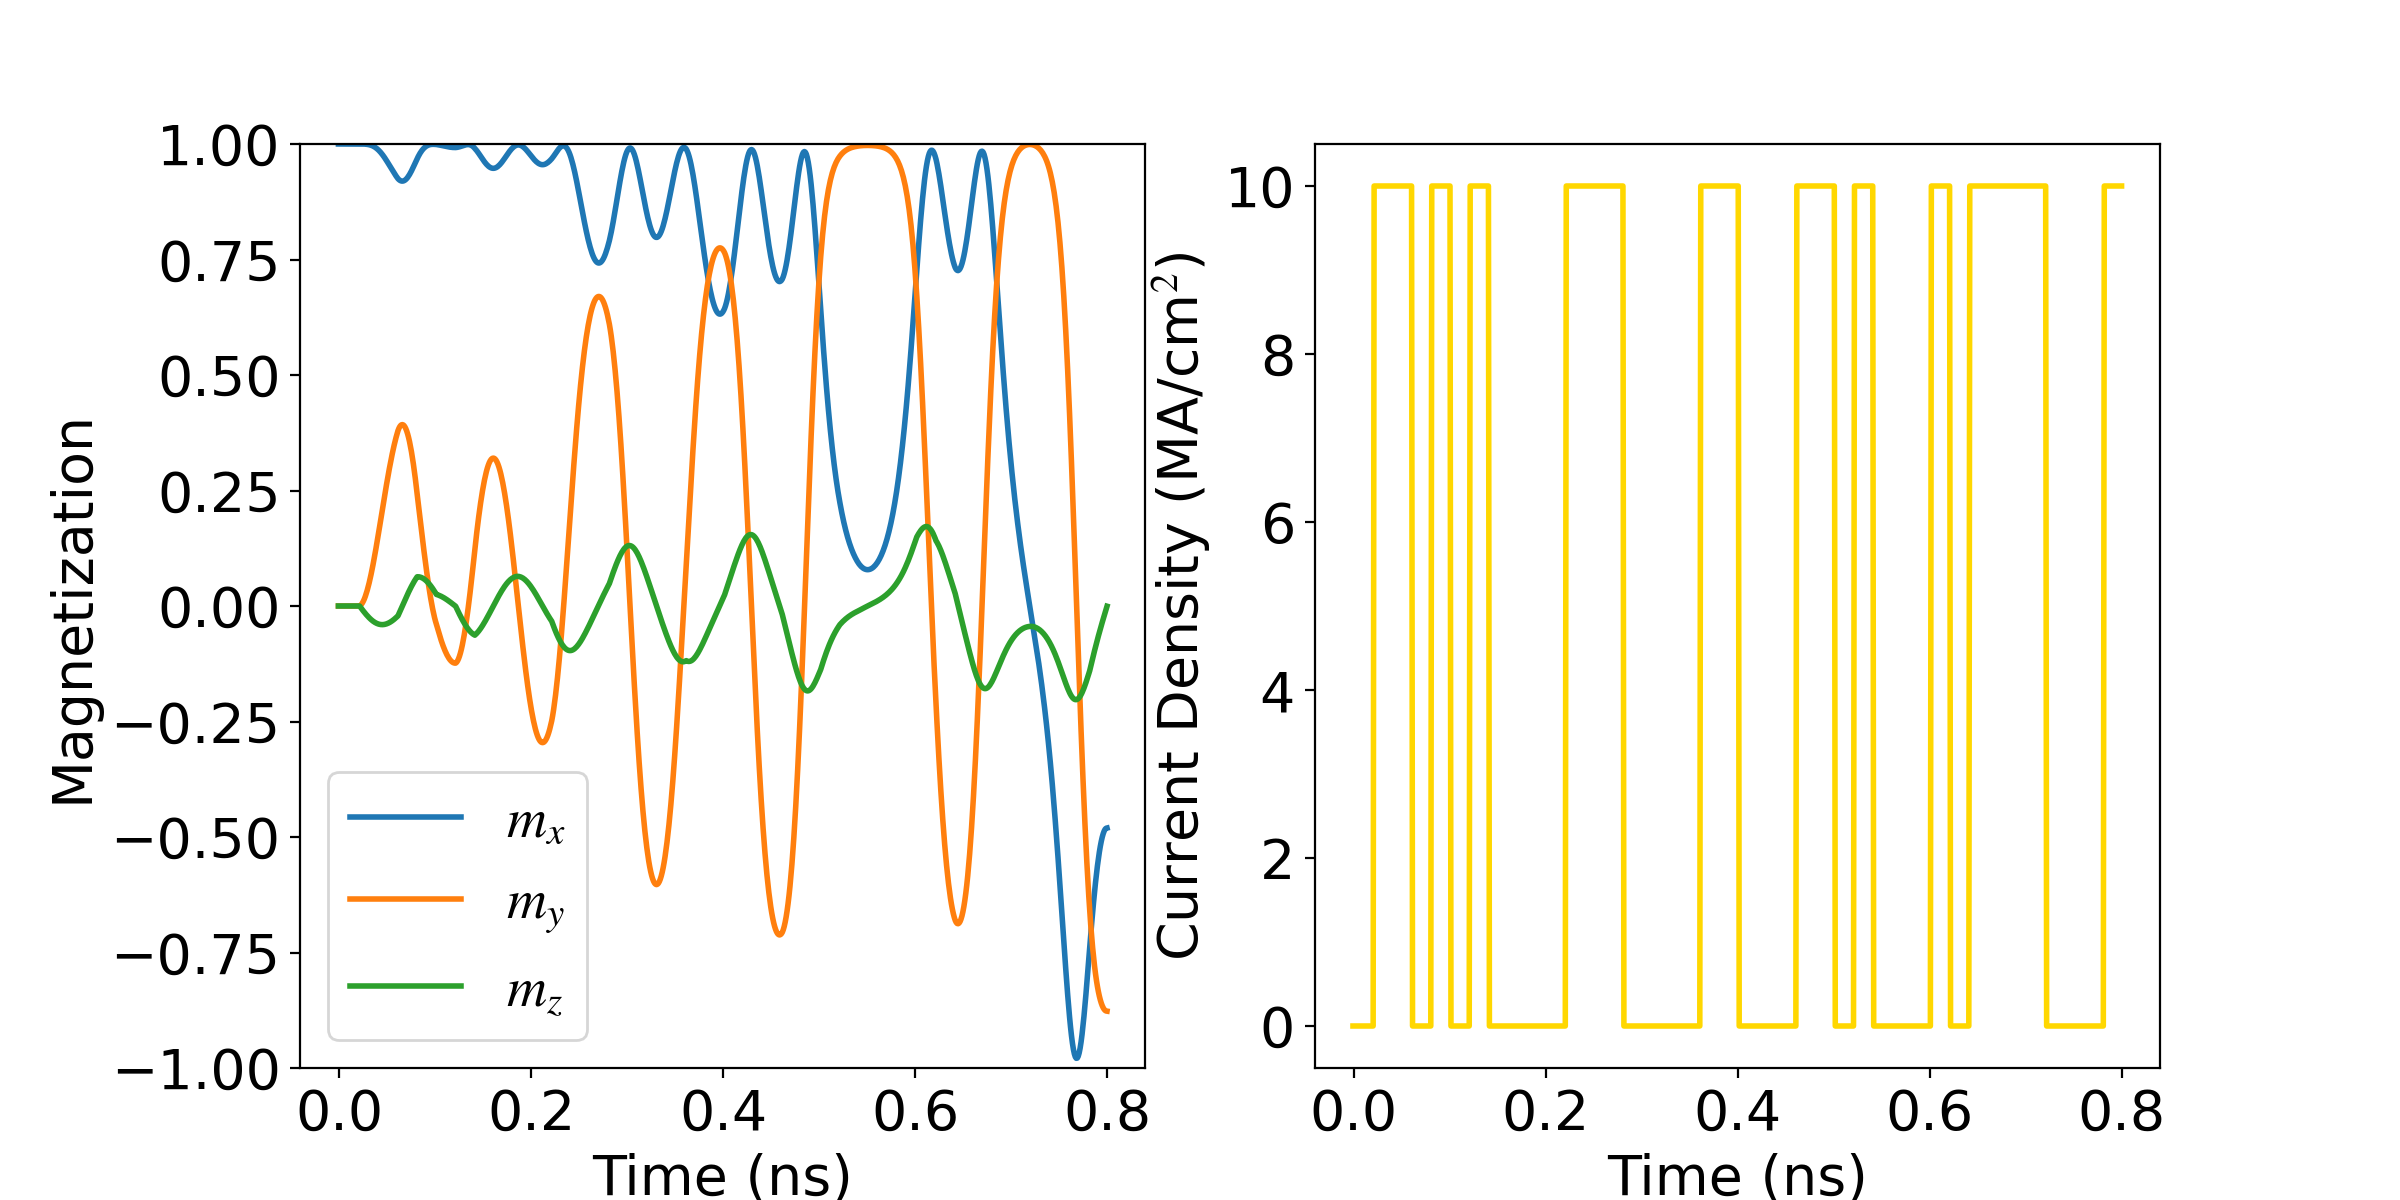 Magnetization
1.00
0.75
0.50
0.25
0.00
−0.25
−0.50
−0.75
−1.00
m_x
m_y
m_z
0.0 0.2 0.4 0.6 0.8
Time (ns)
Current Density (MA/cm²)
10
8
6
4
2
0
0.0 0.2 0.4 0.6 0.8
Time (ns)